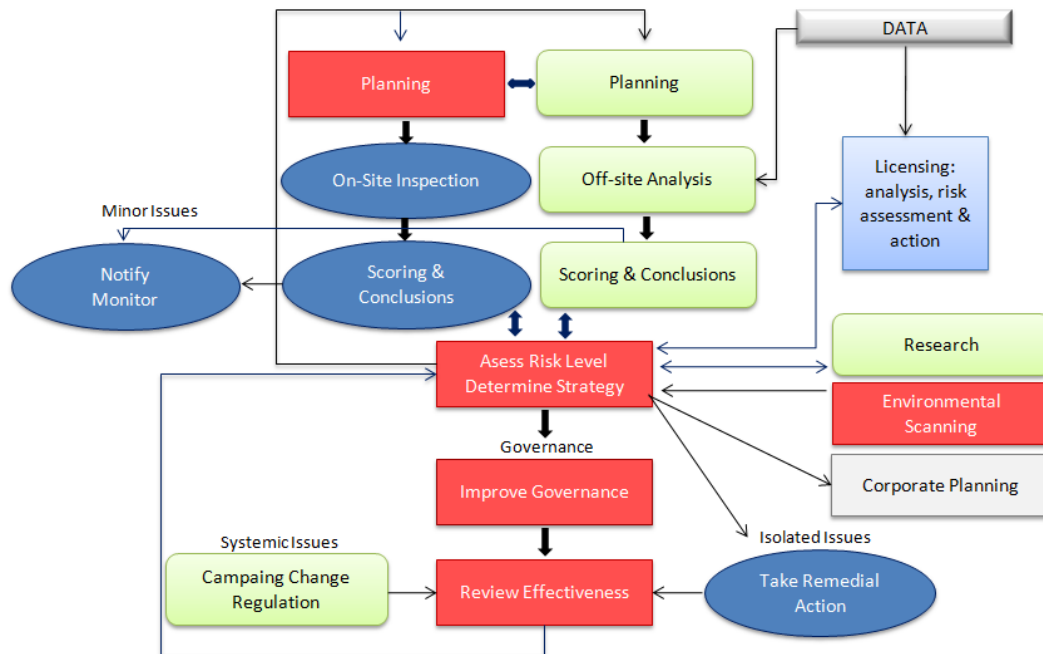 DATA
Planning
Planning
On-Site Inspection
Off-site Analysis
Licensing:
analysis, risk
assessment &
action
Minor Issues
Notify
Monitor
Scoring &
Conclusions
Scoring & Conclusions
Asess Risk Level
Determine Strategy
Research
Environmental
Scanning
Governance
Improve Governance
Corporate Planning
Systemic Issues
Isolated Issues
Campaing Change
Regulation
Review Effectiveness
Take Remedial
Action